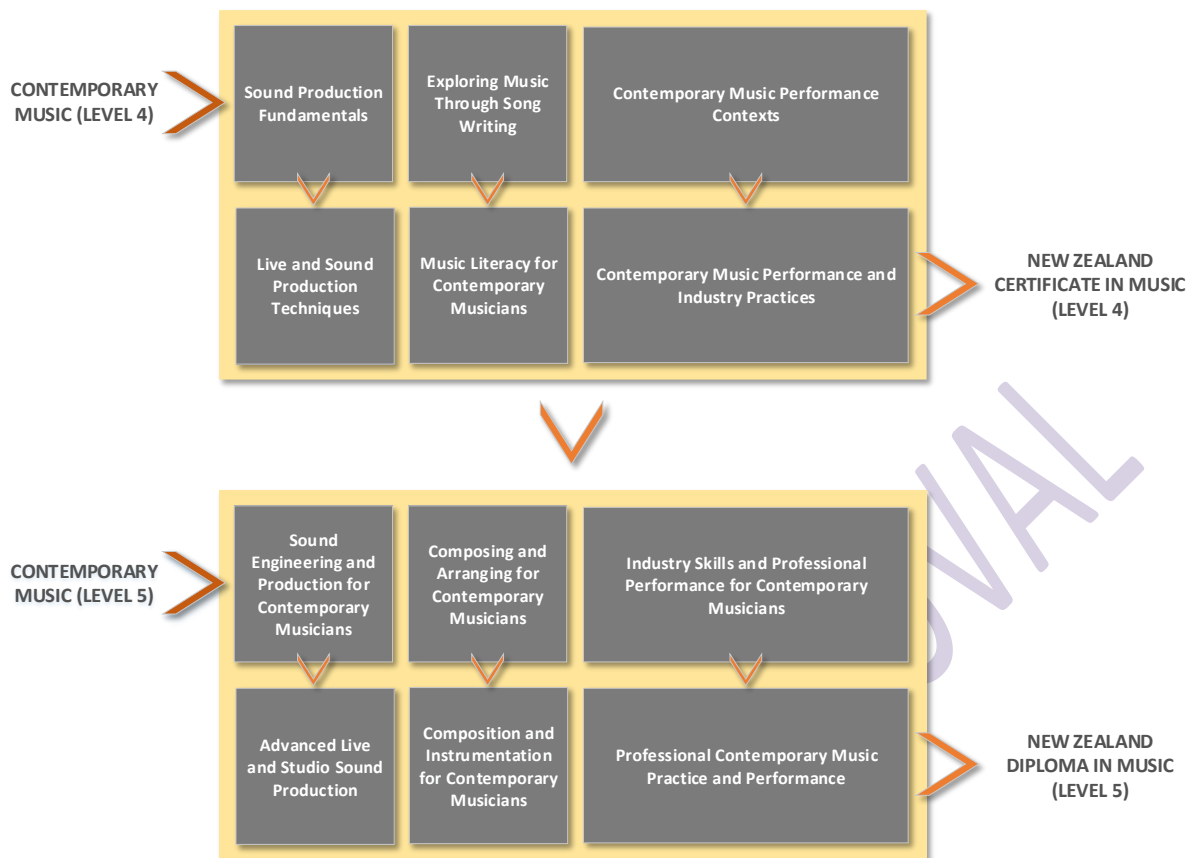 CONTEMPORARY
MUSIC (LEVEL 4)
Sound Production
Fundamentals
Exploring Music
Through Song
Writing
Contemporary Music Performance
Contexts
Live and Sound
Production
Techniques
Music Literacy for
Contemporary
Musicians
Contemporary Music Performance and
Industry Practices
NEW ZEALAND
CERTIFICATE IN MUSIC
(LEVEL 4)
CONTEMPORARY
MUSIC (LEVEL 5)
Sound
Engineering and
Production for
Contemporary
Musicians
Composing and
Arranging for
Contemporary
Musicians
Industry Skills and Professional
Performance for Contemporary
Musicians
Advanced Live
and Studio Sound
Production
Composition and
Instrumentation
for Contemporary
Musicians
Professional Contemporary Music
Practice and Performance
NEW ZEALAND
DIPLOMA IN MUSIC
(LEVEL 5)